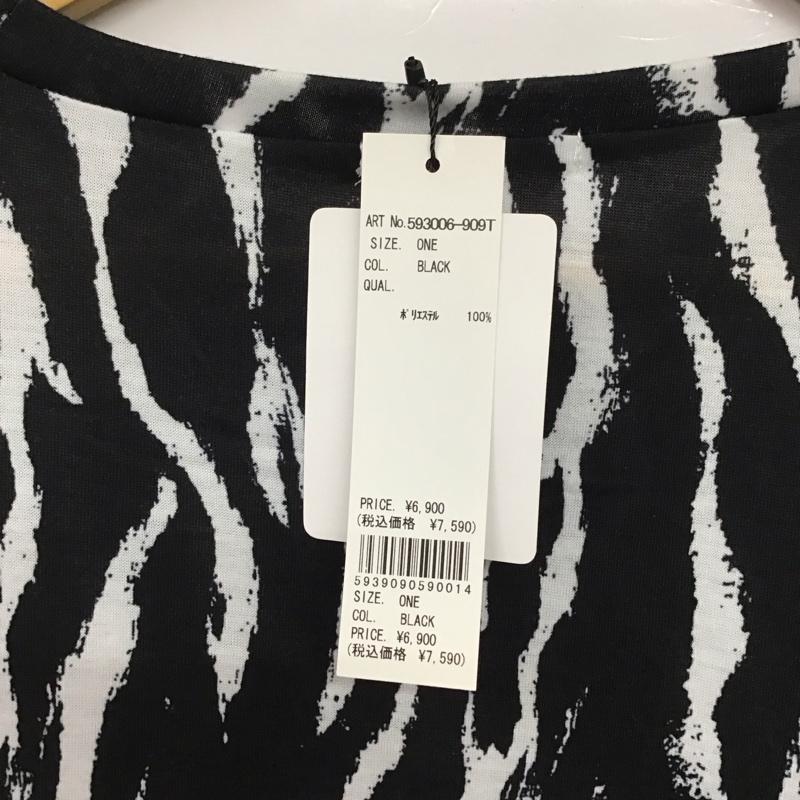 ART No. 593006-909T
SIZE. ONE
COL. BLACK
QUAL.
ﾎﾟﾘｴｽﾃﾙ 100%
PRICE. ¥6,900
(税込価格 ¥7,590)
5939090590014
SIZE. ONE
COL. BLACK
PRICE. ¥6,900
(税込価格 ¥7,590)